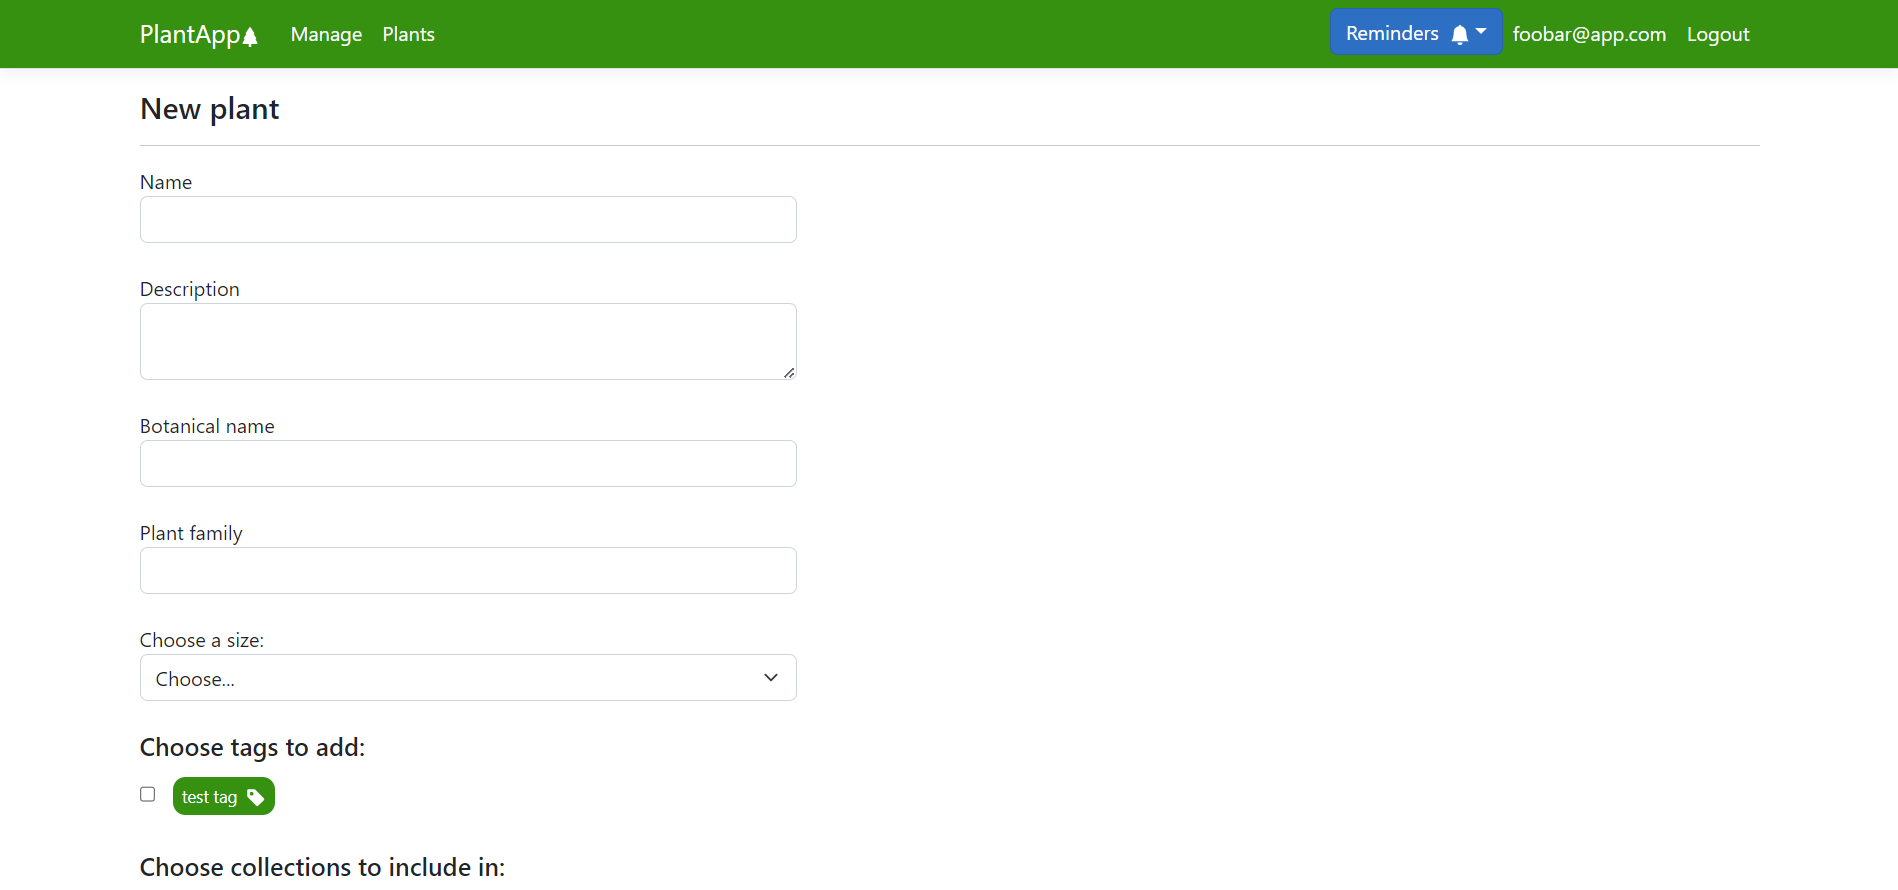 PlantApp Manage Plants Reminders foobar@app.com Logout
New plant
Name
Description
Botanical name
Plant family
Choose a size:
Choose...
Choose tags to add:
test tag
Choose collections to include in: